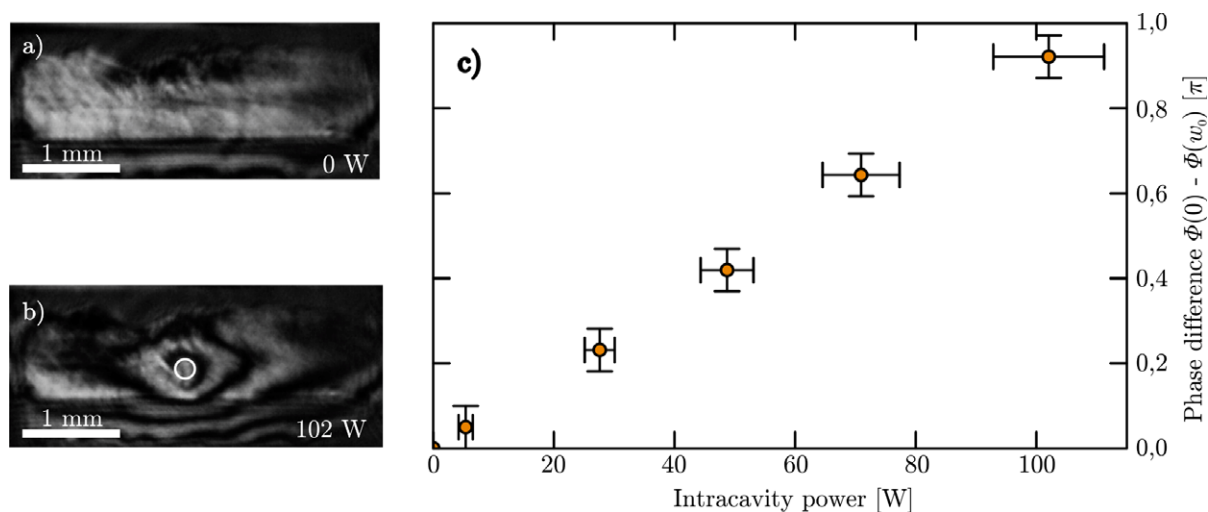 a)
1 mm
0 W
b)
1 mm
102 W
c)
1,0
0,8
0,6
0,4
0,2
0,0
Phase difference Φ(0) - Φ(w₀) [π]
0 20 40 60 80 100
Intracavity power [W]